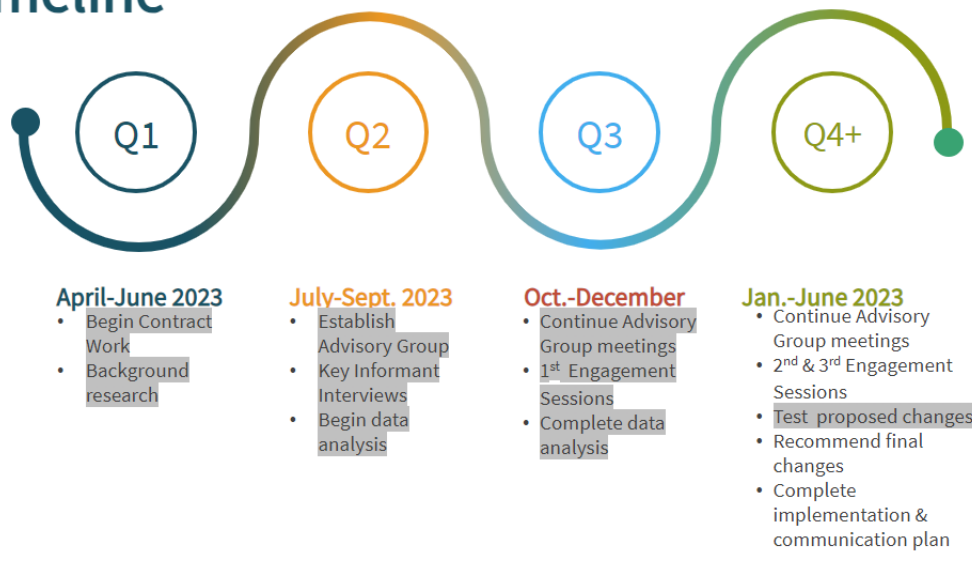 Q1
Q2
Q3
Q4+
April-June 2023
• Begin Contract
Work
• Background
research
July-Sept. 2023
• Establish
Advisory Group
• Key Informant
Interviews
• Begin data
analysis
Oct.-December
• Continue Advisory
Group meetings
• 1st Engagement
Sessions
• Complete data
analysis
Jan.-June 2023
• Continue Advisory
Group meetings
• 2nd & 3rd Engagement
Sessions
• Test proposed changes
• Recommend final
changes
• Complete
implementation &
communication plan